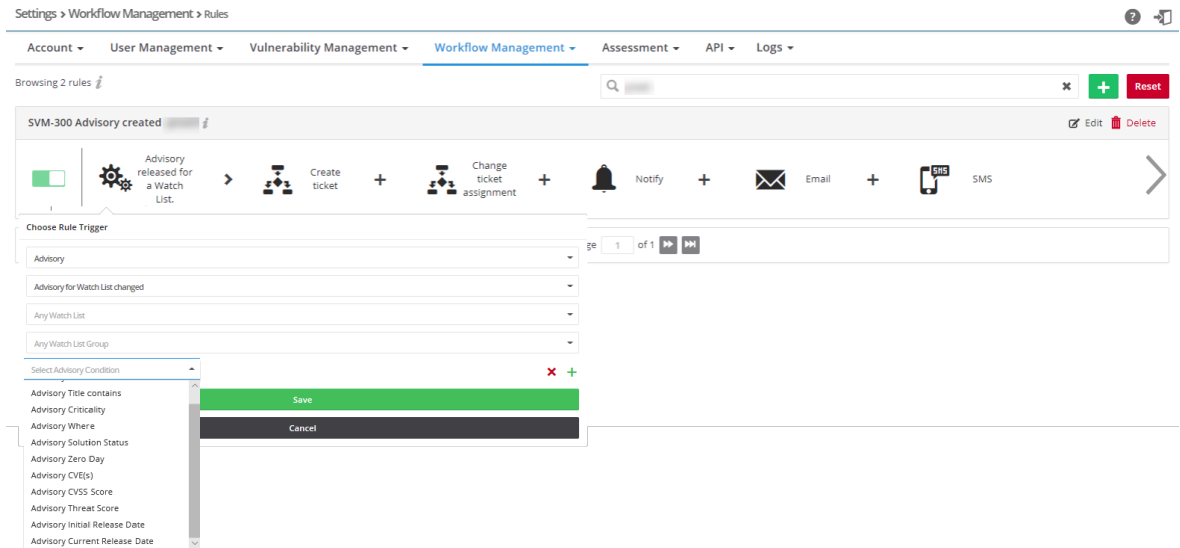 Settings > Workflow Management > Rules
?
Account User Management Vulnerability Management Workflow Management Assessment API Logs
Browsing 2 rules i
+ Reset
SVM-300 Advisory created i
Edit Delete
Advisory
released for
a Watch
List.
Create
ticket
+
Change
ticket
assignment
+
Notify
+
Email
+
SMS
SMS
Choose Rule Trigger
ge 1 of 1
Advisory
Advisory for Watch List changed
Any Watch List
Any Watch List Group
Select Advisory Condition
Advisory Title contains
Save
Advisory Criticality
Advisory Where
Cancel
Advisory Solution Status
Advisory Zero Day
Advisory CVE(s)
Advisory CVSS Score
Advisory Threat Score
Advisory Initial Release Date
Advisory Current Release Date